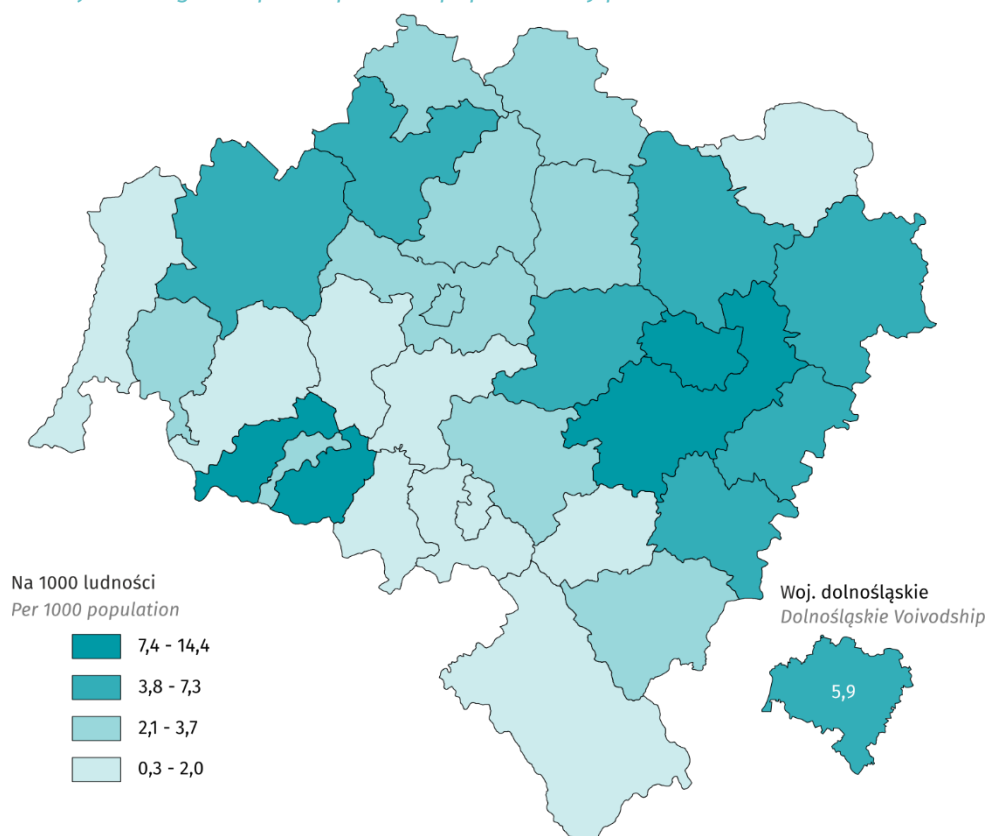 Na 1000 ludności
Per 1000 population
7,4 - 14,4
3,8 - 7,3
2,1 - 3,7
0,3 - 2,0
Woj. dolnośląskie
Dolnośląskie Voivodship
5,9